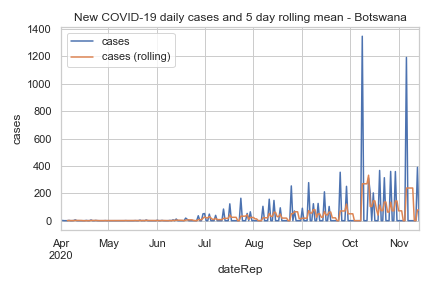 New COVID-19 daily cases and 5 day rolling mean - Botswana
cases
cases (rolling)
1400
1200
1000
800
600
400
200
0
cases
Apr
2020
May
Jun
Jul
Aug
Sep
Oct
Nov
dateRep